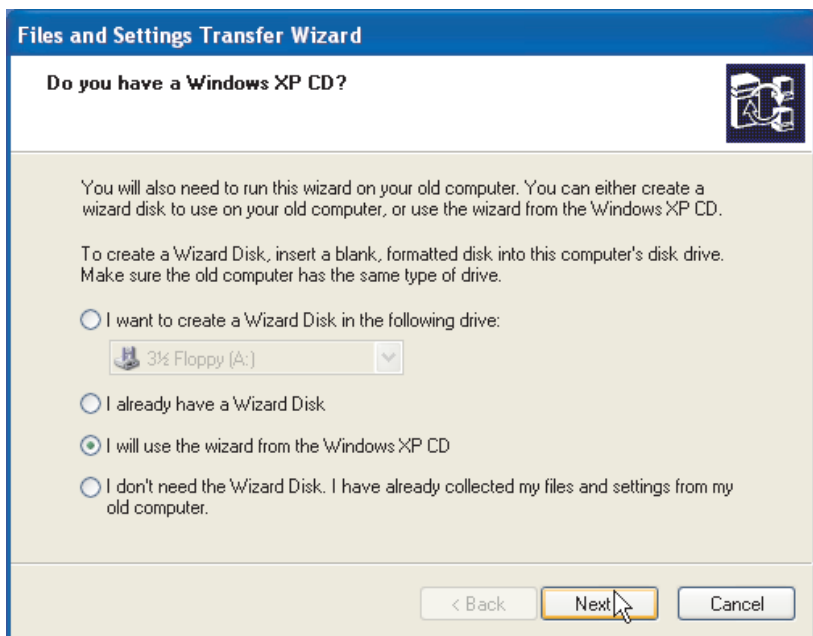 Files and Settings Transfer Wizard
Do you have a Windows XP CD?
You will also need to run this wizard on your old computer. You can either create a
wizard disk to use on your old computer, or use the wizard from the Windows XP CD.
To create a Wizard Disk, insert a blank, formatted disk into this computer's disk drive.
Make sure the old computer has the same type of drive.
I want to create a Wizard Disk in the following drive:
3½ Floppy (A:)
I already have a Wizard Disk
I will use the wizard from the Windows XP CD
I don't need the Wizard Disk. I have already collected my files and settings from my
old computer.
< Back Next Cancel